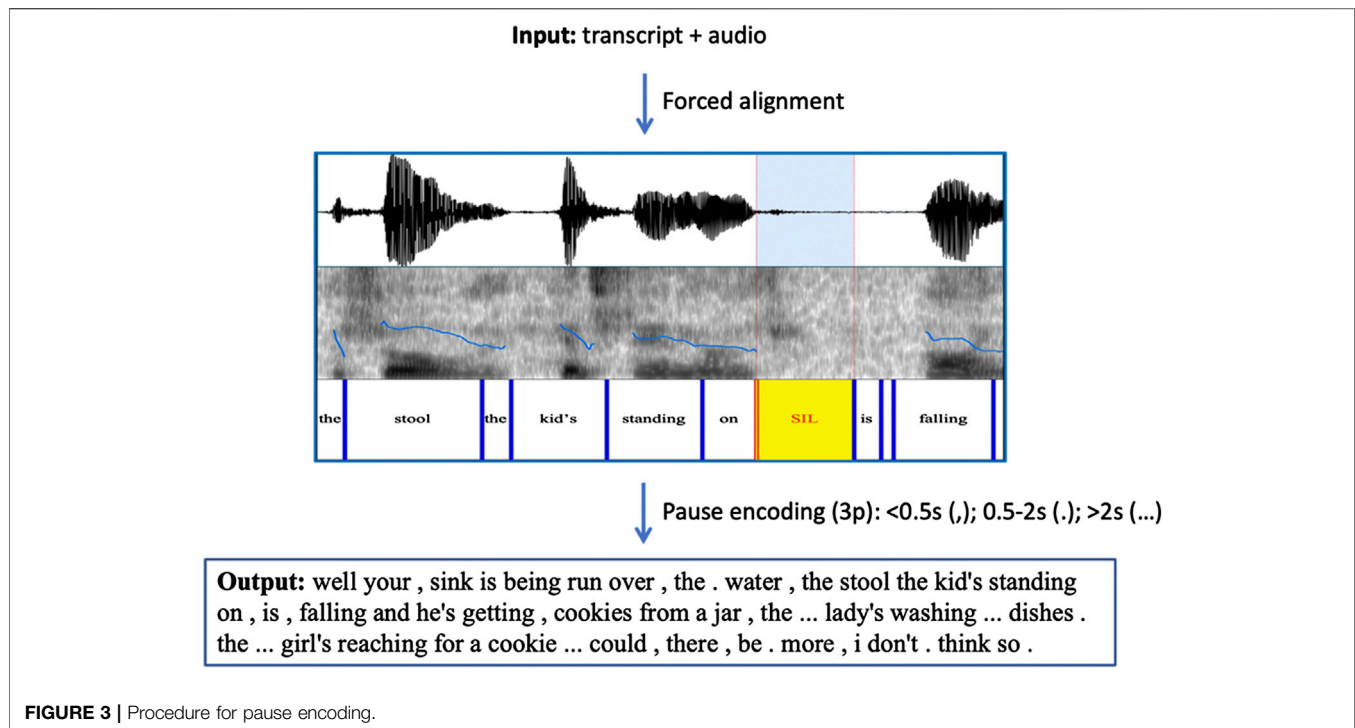 Input: transcript + audio
Forced alignment
the stool the kid's standing on SIL is falling
Pause encoding (3p): <0.5s (,); 0.5-2s (.); >2s (...)
Output: well your , sink is being run over , the . water , the stool the kid's standing
on , is , falling and he's getting , cookies from a jar , the ... lady's washing ... dishes .
the ... girl's reaching for a cookie ... could , there , be . more , i don't . think so .
FIGURE 3 | Procedure for pause encoding.